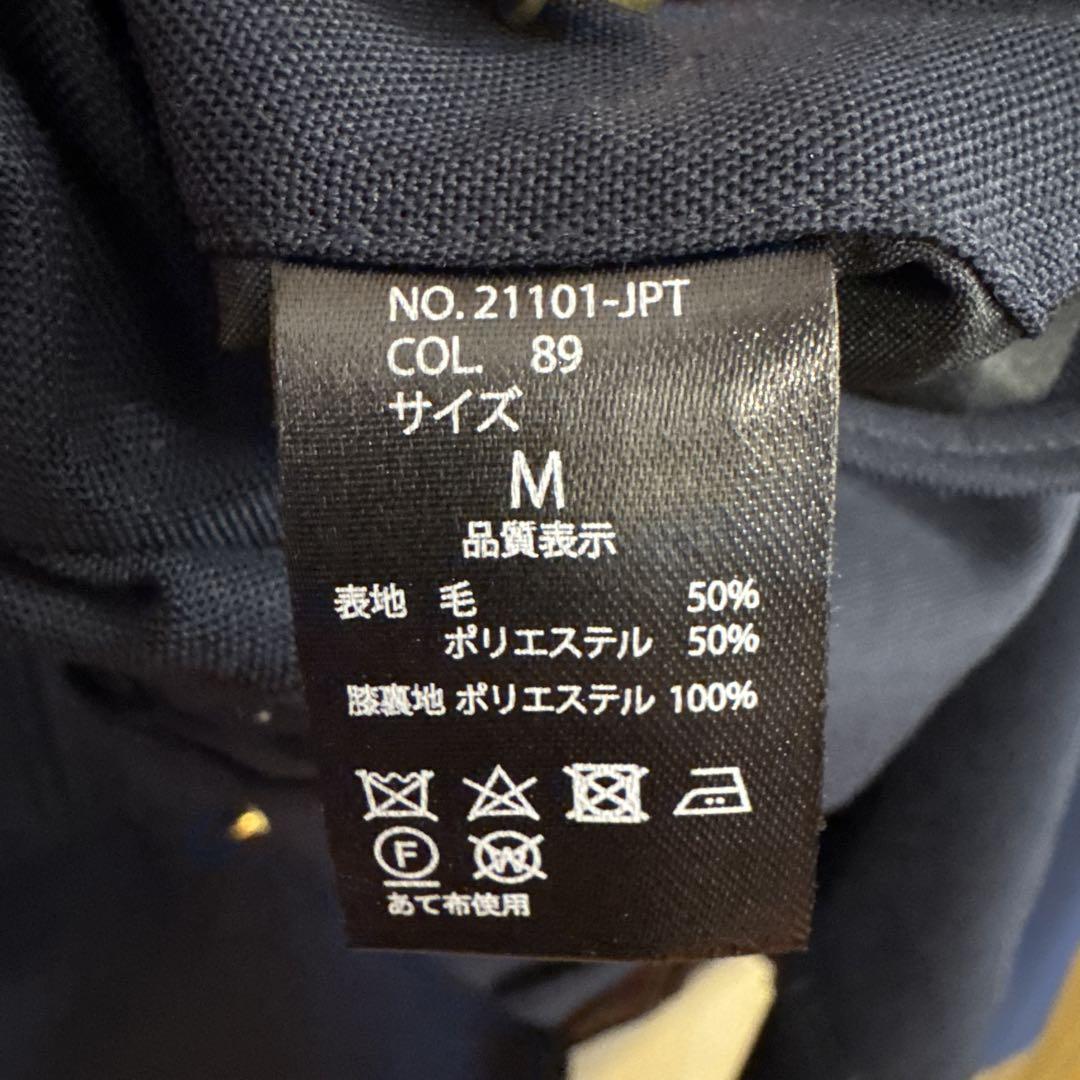 NO. 21101-JPT
COL. 89
サイズ
M
品質表示
表地 毛 50%
ポリエステル 50%
膝裏地 ポリエステル 100%
F W
あて布使用